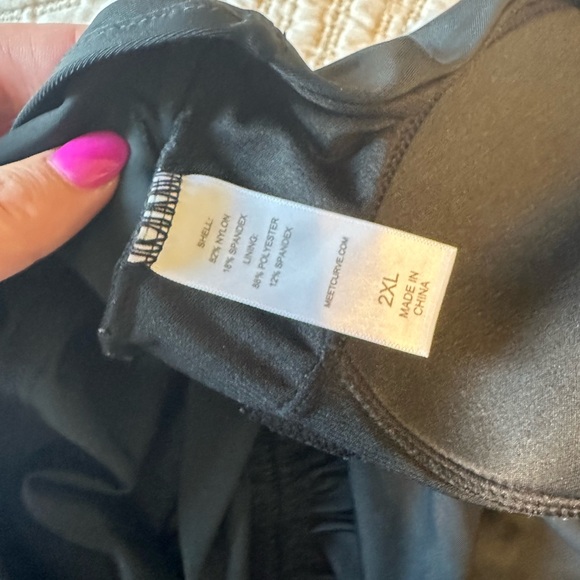 SHELL:
82% NYLON
18% SPANDEX
LINING:
88% POLYESTER
12% SPANDEX
MEETCURVE.COM
2XL
MADE IN
CHINA